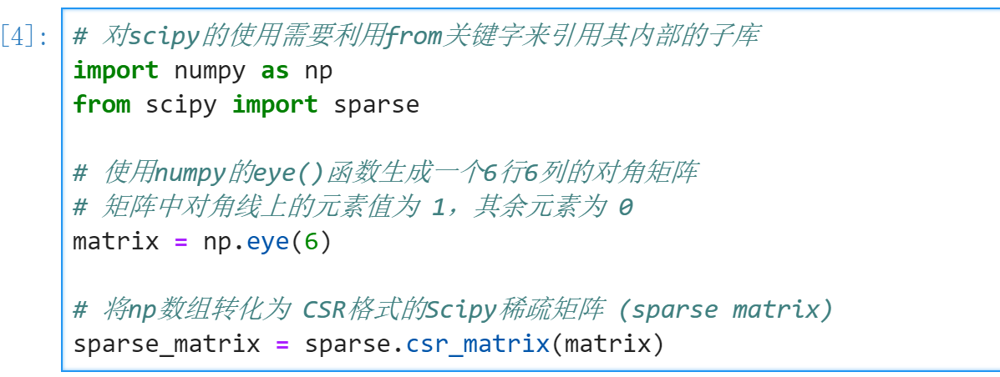 [4]:
# 对scipy的使用需要利用from关键字来引用其内部的子库
import numpy as np
from scipy import sparse
# 使用numpy的eye()函数生成一个6行6列的对角矩阵
# 矩阵中对角线上的元素值为 1，其余元素为 0
matrix = np.eye(6)
# 将np数组转化为 CSR格式的Scipy稀疏矩阵 (sparse matrix)
sparse_matrix = sparse.csr_matrix(matrix)